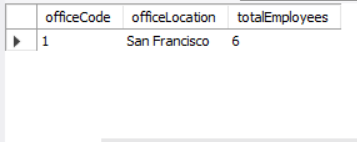 officeCode officeLocation totalEmployees
1 San Francisco 6